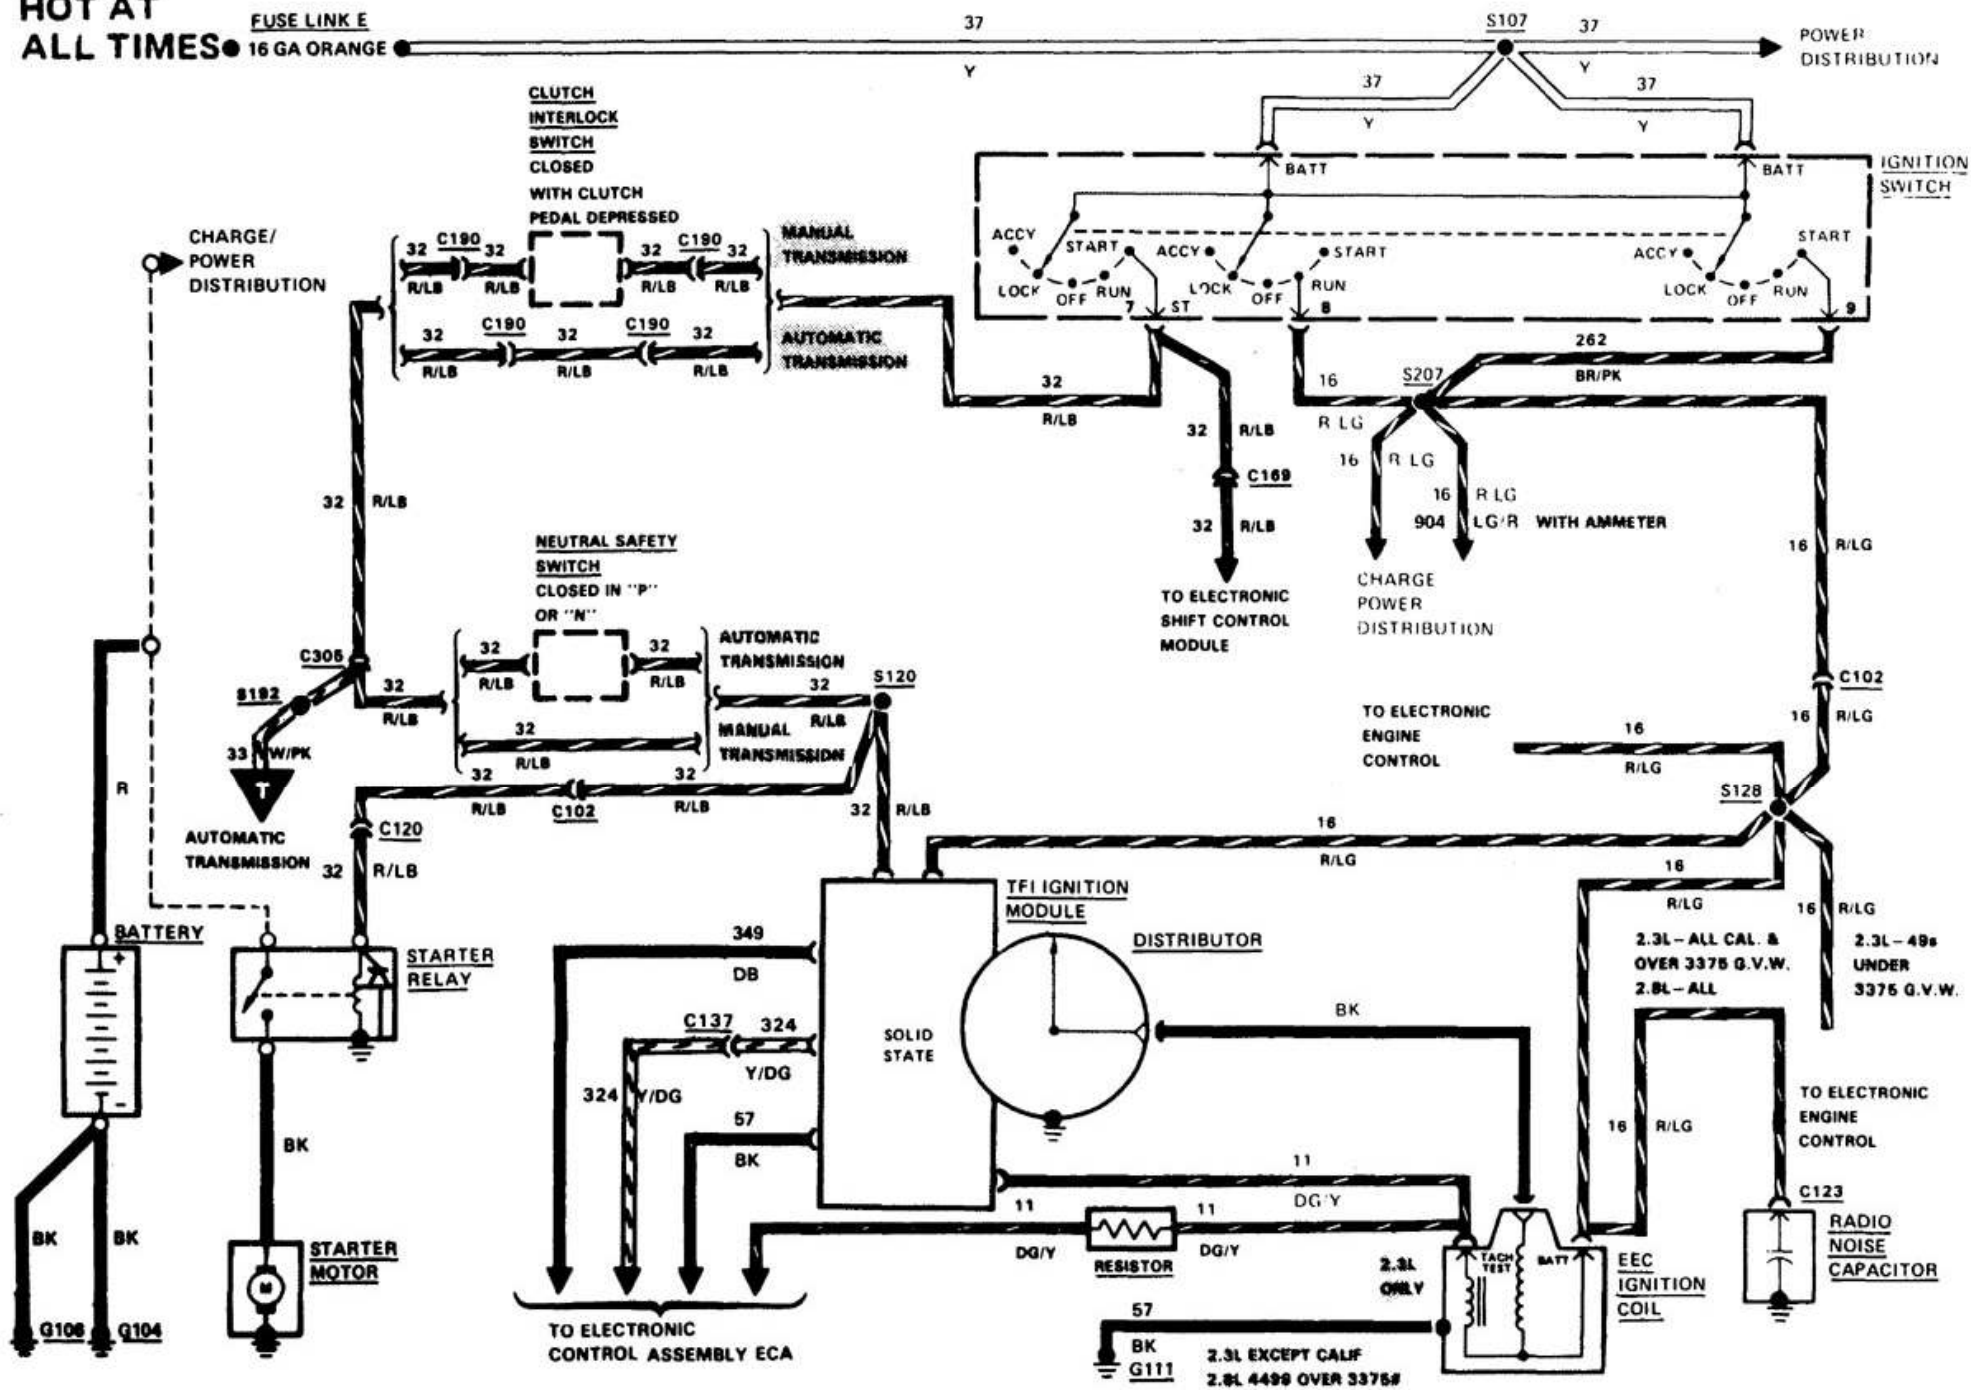 HOT AT
ALL TIMES
FUSE LINK E
16 GA ORANGE
37
Y
S107
37
Y
POWER
DISTRIBUTION
37
Y
37
Y
CLUTCH
INTERLOCK
SWITCH
CLOSED
WITH CLUTCH
PEDAL DEPRESSED
BATT
BATT
IGNITION
SWITCH
ACCY
LOCK
OFF
RUN
START
ACCY
LOCK
OFF
RUN
START
ACCY
LOCK
OFF
RUN
START
7
ST
8
9
CHARGE/
POWER
DISTRIBUTION
32
C190
32
32
C190
32
R/LB
R/LB
R/LB
R/LB
MANUAL
TRANSMISSION
32
C190
32
C190
32
R/LB
R/LB
R/LB
AUTOMATIC
TRANSMISSION
32
R/LB
262
BR/PK
16
R LG
S207
32
R/LB
C169
32
R/LB
TO ELECTRONIC
SHIFT CONTROL
MODULE
16
R LG
16
R LG
904
LG/R
WITH AMMETER
CHARGE
POWER
DISTRIBUTION
16
R/LG
32
R/LB
NEUTRAL SAFETY
SWITCH
CLOSED IN "P"
OR "N"
32
R/LB
32
R/LB
AUTOMATIC
TRANSMISSION
C305
S192
32
R/LB
33
W/PK
T
AUTOMATIC
TRANSMISSION
32
R/LB
MANUAL
TRANSMISSION
32
R/LB
S120
32
R/LB
C102
32
R/LB
32
R/LB
C120
32
R/LB
C102
16
R/LG
TO ELECTRONIC
ENGINE
CONTROL
16
R/LG
S128
16
R/LG
16
R/LG
16
R/LG
2.3L-ALL CAL. &
OVER 3375 G.V.W.
2.8L-ALL
2.3L-49s
UNDER
3375 G.V.W.
R
BATTERY
+
-
STARTER
RELAY
TFI IGNITION
MODULE
DISTRIBUTOR
SOLID
STATE
349
DB
C137
324
Y/DG
324
Y/DG
57
BK
BK
16
R/LG
TO ELECTRONIC
ENGINE
CONTROL
C123
RADIO
NOISE
CAPACITOR
BK
BK
BK
G106
G104
STARTER
MOTOR
M
11
DG/Y
11
DG/Y
RESISTOR
11
DG/Y
2.3L
ONLY
TACH
TEST
BATT
EEC
IGNITION
COIL
TO ELECTRONIC
CONTROL ASSEMBLY ECA
57
BK
G111
2.3L EXCEPT CALIF
2.8L 4499 OVER 3375#